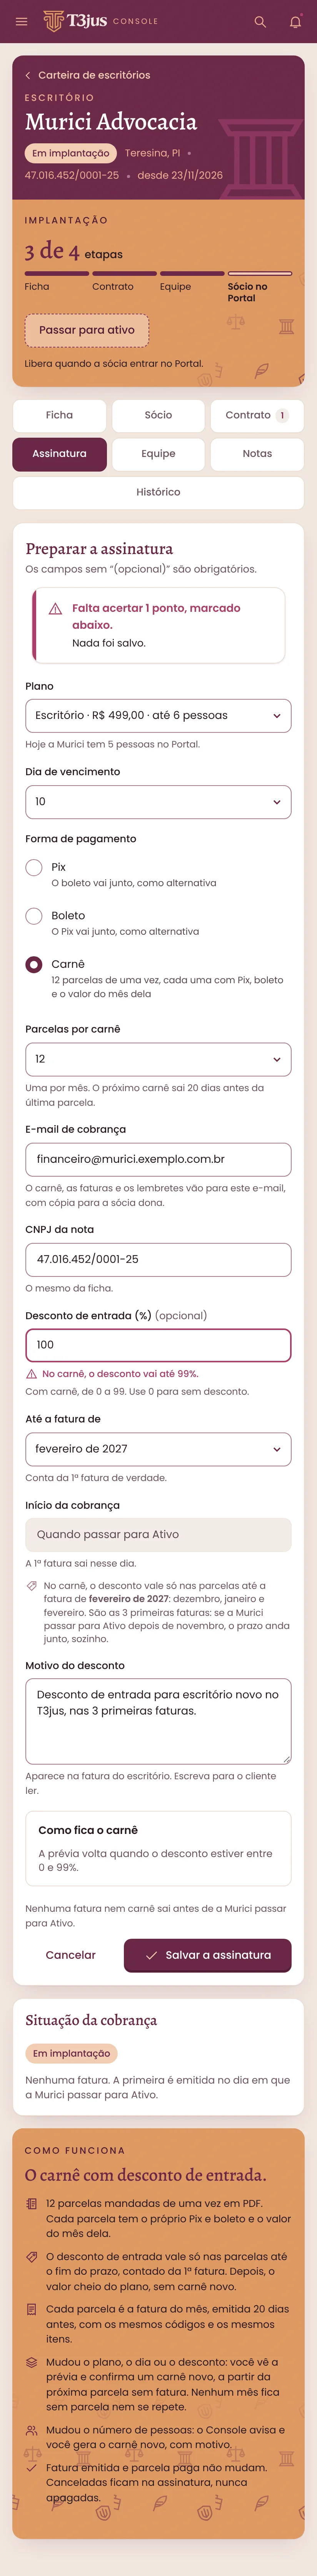 T3jus CONSOLE
Carteira de escritórios
ESCRITÓRIO
Murici Advocacia
Em implantação
Teresina, PI •
47.016.452/0001-25 • desde 23/11/2026
IMPLANTAÇÃO
3 de 4 etapas
Ficha
Contrato
Equipe
Sócio no
Portal
Passar para ativo
Libera quando a sócia entrar no Portal.
Ficha
Sócio
Contrato 1
Assinatura
Equipe
Notas
Histórico
Preparar a assinatura
Os campos sem “(opcional)” são obrigatórios.
Falta acertar 1 ponto, marcado
abaixo.
Nada foi salvo.
Plano
Escritório · R$ 499,00 · até 6 pessoas
Hoje a Murici tem 5 pessoas no Portal.
Dia de vencimento
10
Forma de pagamento
Pix
O boleto vai junto, como alternativa
Boleto
O Pix vai junto, como alternativa
Carnê
12 parcelas de uma vez, cada uma com Pix, boleto
e o valor do mês dela
Parcelas por carnê
12
Uma por mês. O próximo carnê sai 20 dias antes da
última parcela.
E-mail de cobrança
financeiro@murici.exemplo.com.br
O carnê, as faturas e os lembretes vão para este e-mail,
com cópia para a sócia dona.
CNPJ da nota
47.016.452/0001-25
O mesmo da ficha.
Desconto de entrada (%) (opcional)
100
No carnê, o desconto vai até 99%.
Com carnê, de 0 a 99. Use 0 para sem desconto.
Até a fatura de
fevereiro de 2027
Conta da 1ª fatura de verdade.
Início da cobrança
Quando passar para Ativo
A 1ª fatura sai nesse dia.
No carnê, o desconto vale só nas parcelas até a
fatura de fevereiro de 2027: dezembro, janeiro e
fevereiro. São as 3 primeiras faturas: se a Murici
passar para Ativo depois de novembro, o prazo anda
junto, sozinho.
Motivo do desconto
Desconto de entrada para escritório novo no
T3jus, nas 3 primeiras faturas.
Aparece na fatura do escritório. Escreva para o cliente
ler.
Como fica o carnê
A prévia volta quando o desconto estiver entre
0 e 99%.
Nenhuma fatura nem carnê sai antes de a Murici passar
para Ativo.
Cancelar
Salvar a assinatura
Situação da cobrança
Em implantação
Nenhuma fatura. A primeira é emitida no dia em que
a Murici passar para Ativo.
COMO FUNCIONA
O carnê com desconto de entrada.
12 parcelas mandadas de uma vez em PDF.
Cada parcela tem o próprio Pix e boleto e o valor
do mês dela.
O desconto de entrada vale só nas parcelas até
o fim do prazo, contado da 1ª fatura. Depois, o
valor cheio do plano, sem carnê novo.
Cada parcela é a fatura do mês, emitida 20 dias
antes, com os mesmos códigos e os mesmos
itens.
Mudou o plano, o dia ou o desconto: você vê a
prévia e confirma um carnê novo, a partir da
próxima parcela sem fatura. Nenhum mês fica
sem parcela nem se repete.
Mudou o número de pessoas: o Console avisa e
você gera o carnê novo, com motivo.
Fatura emitida e parcela paga não mudam.
Canceladas ficam na assinatura, nunca
apagadas.